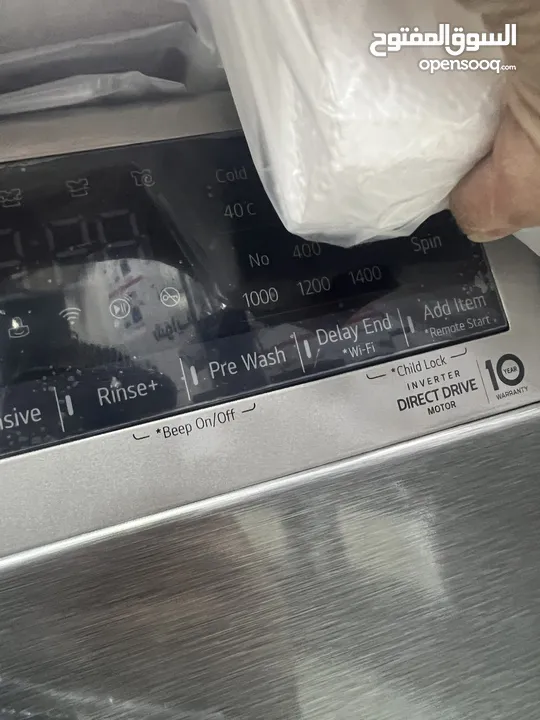 السوق المفتوح
opensooq.com
Cold
40°C
No 400
1000 1200 1400
Spin
Rinse+ Pre Wash Delay End Add Item
*Wi-Fi *Remote Start
*Beep On/Off *Child Lock
INVERTER
DIRECT DRIVE
MOTOR
10 YEAR
WARRANTY